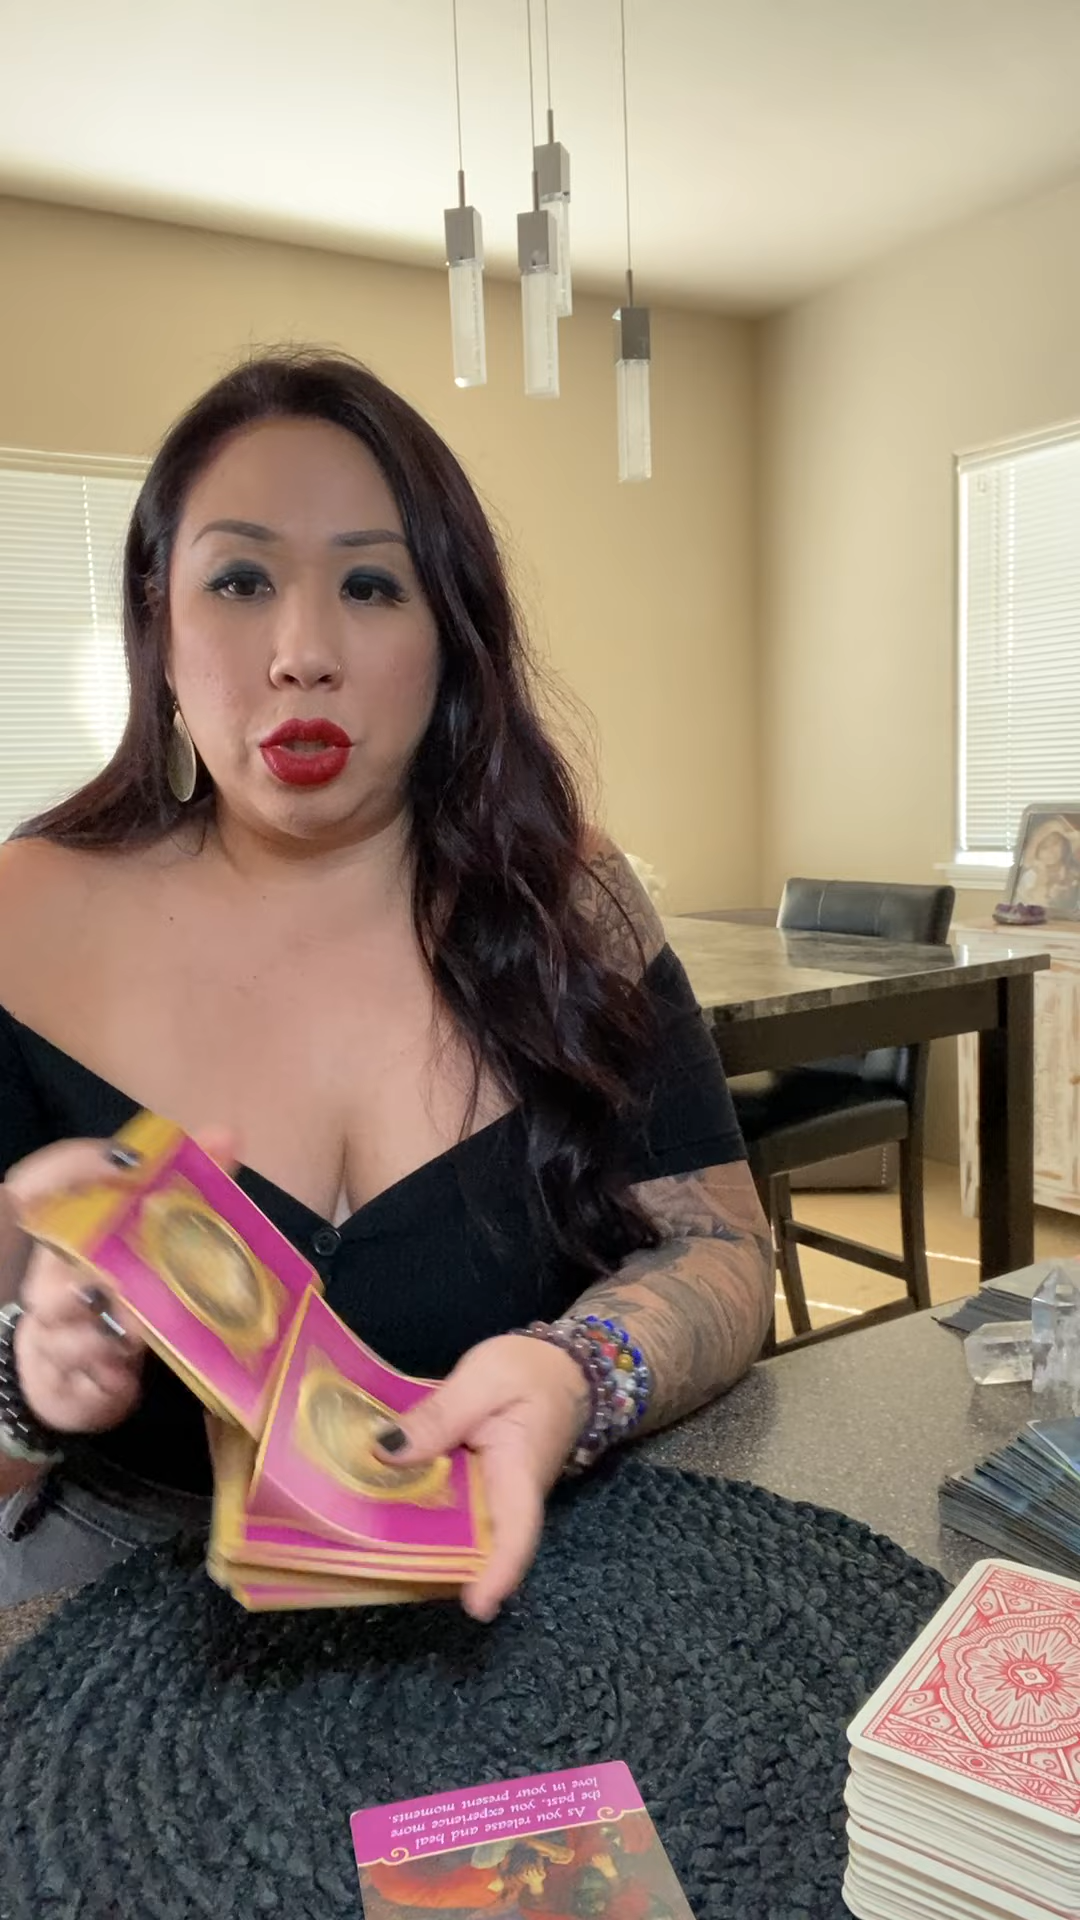 As you release and heal
the past, you experience more
love in your present moments.